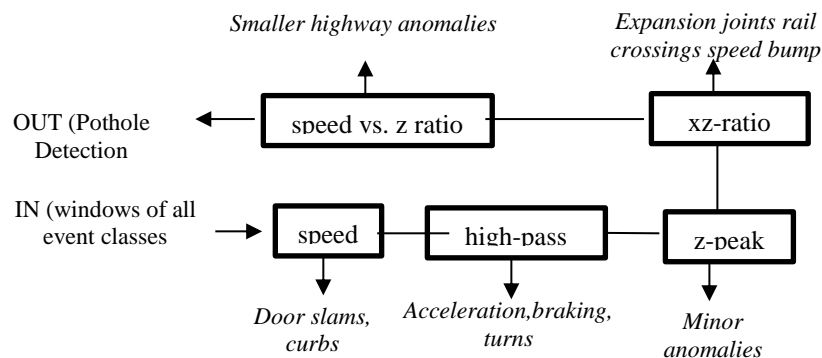 Smaller highway anomalies
Expansion joints rail
crossings speed bump
OUT (Pothole
Detection
speed vs. z ratio
xz-ratio
IN (windows of all
event classes
speed
high-pass
z-peak
Door slams,
curbs
Acceleration,braking,
turns
Minor
anomalies